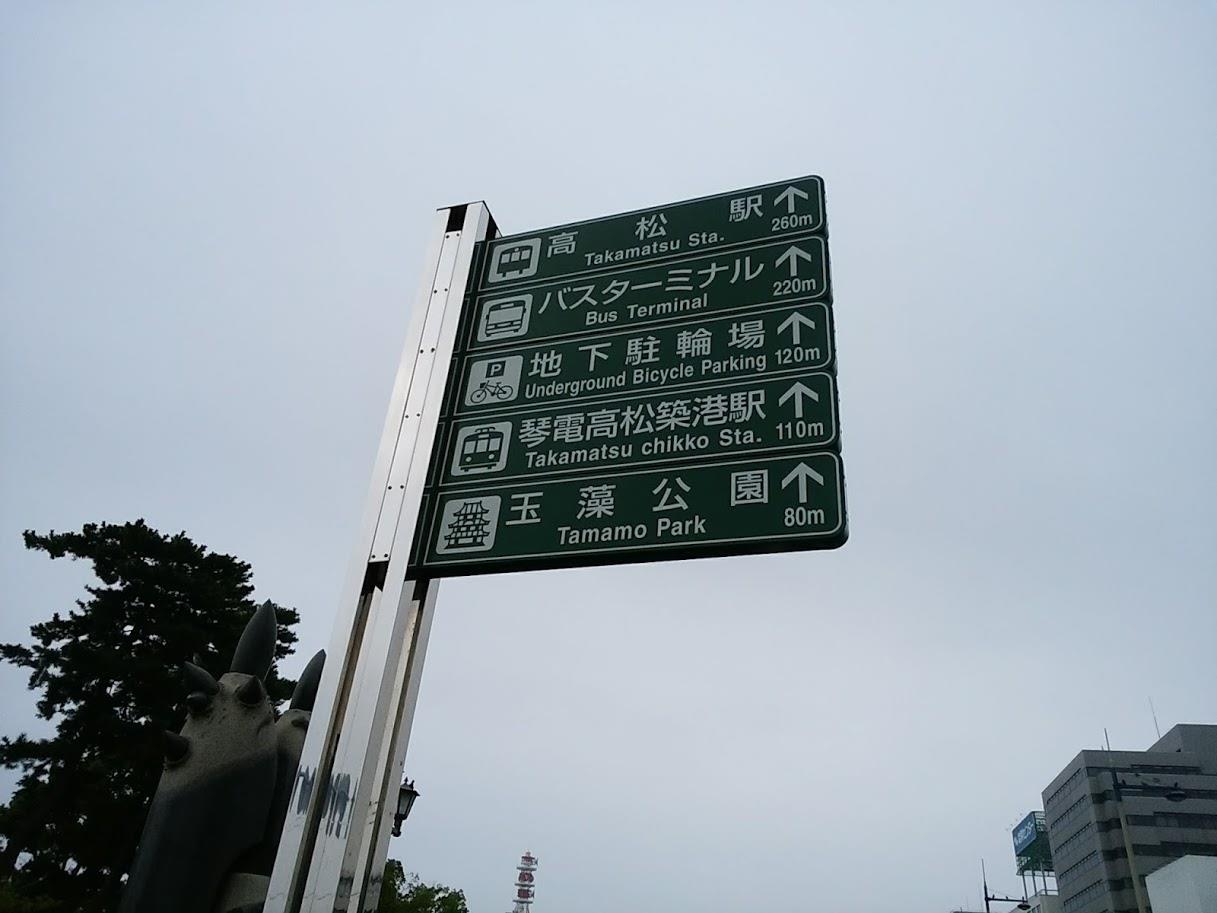 高松駅
Takamatsu Sta.
260m
バスターミナル
Bus Terminal
220m
P
地下駐輪場
Underground Bicycle Parking
120m
琴電高松築港駅
Takamatsu chikko Sta.
110m
玉藻公園
Tamamo Park
80m